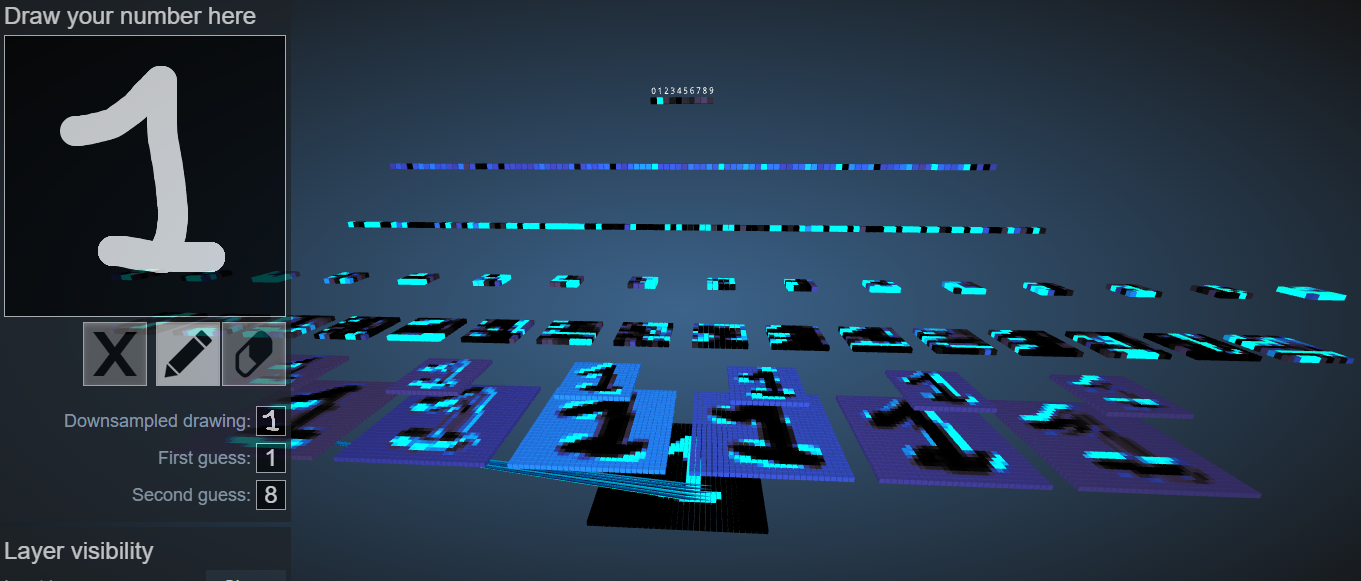 Draw your number here
1
0123456789
X
Downsampled drawing: 1
First guess: 1
Second guess: 8
Layer visibility